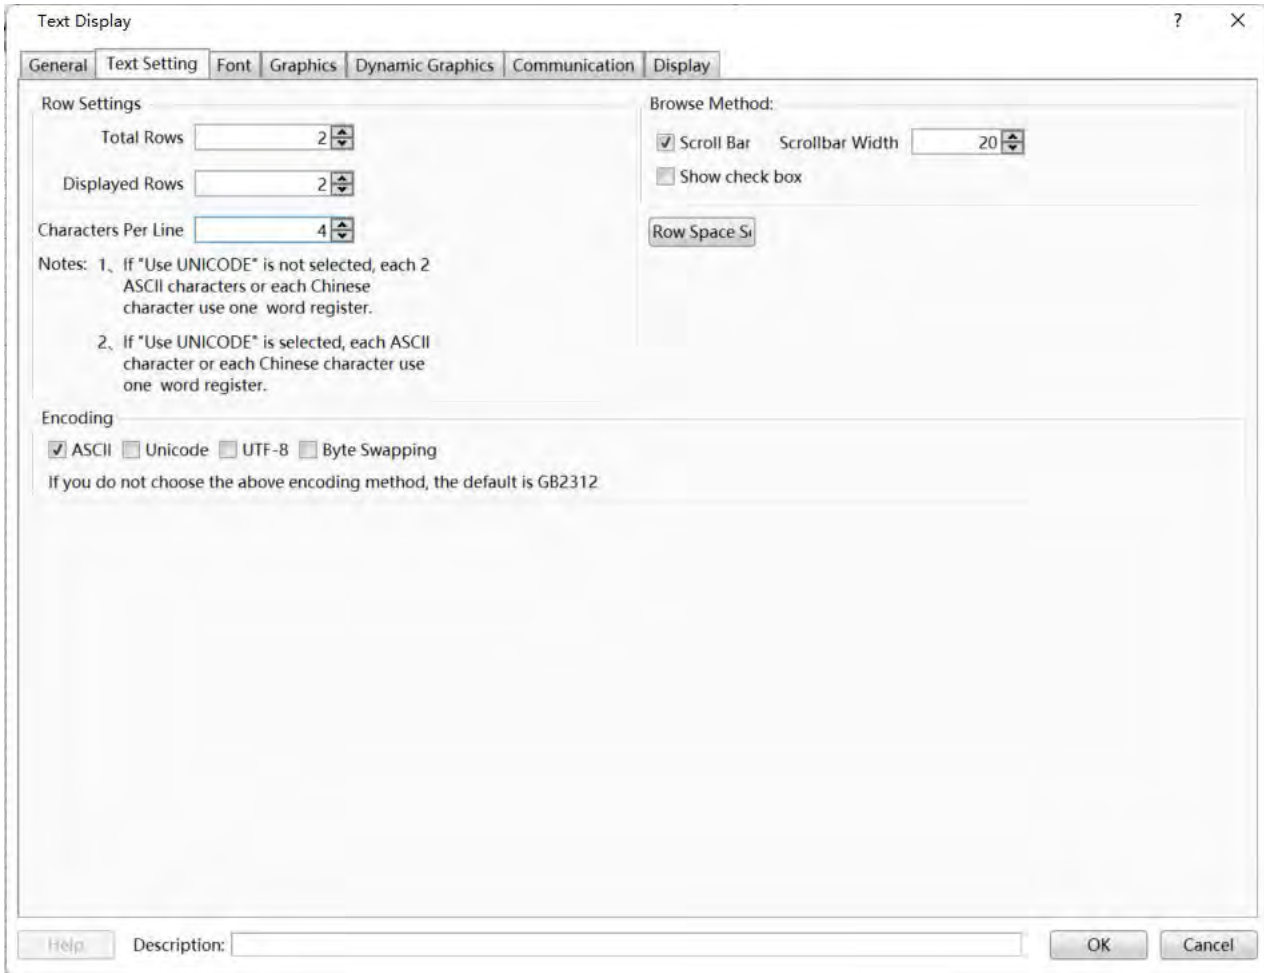 Text Display
General Text Setting Font Graphics Dynamic Graphics Communication Display
Row Settings
Total Rows 2
Displayed Rows 2
Characters Per Line 4
Notes: 1、If "Use UNICODE" is not selected, each 2
ASCII characters or each Chinese
character use one word register.
2、If "Use UNICODE" is selected, each ASCII
character or each Chinese character use
one word register.
Browse Method:
Scroll Bar Scrollbar Width 20
Show check box
Row Space S
Encoding
ASCII Unicode UTF-8 Byte Swapping
If you do not choose the above encoding method, the default is GB2312
Help Description: OK Cancel